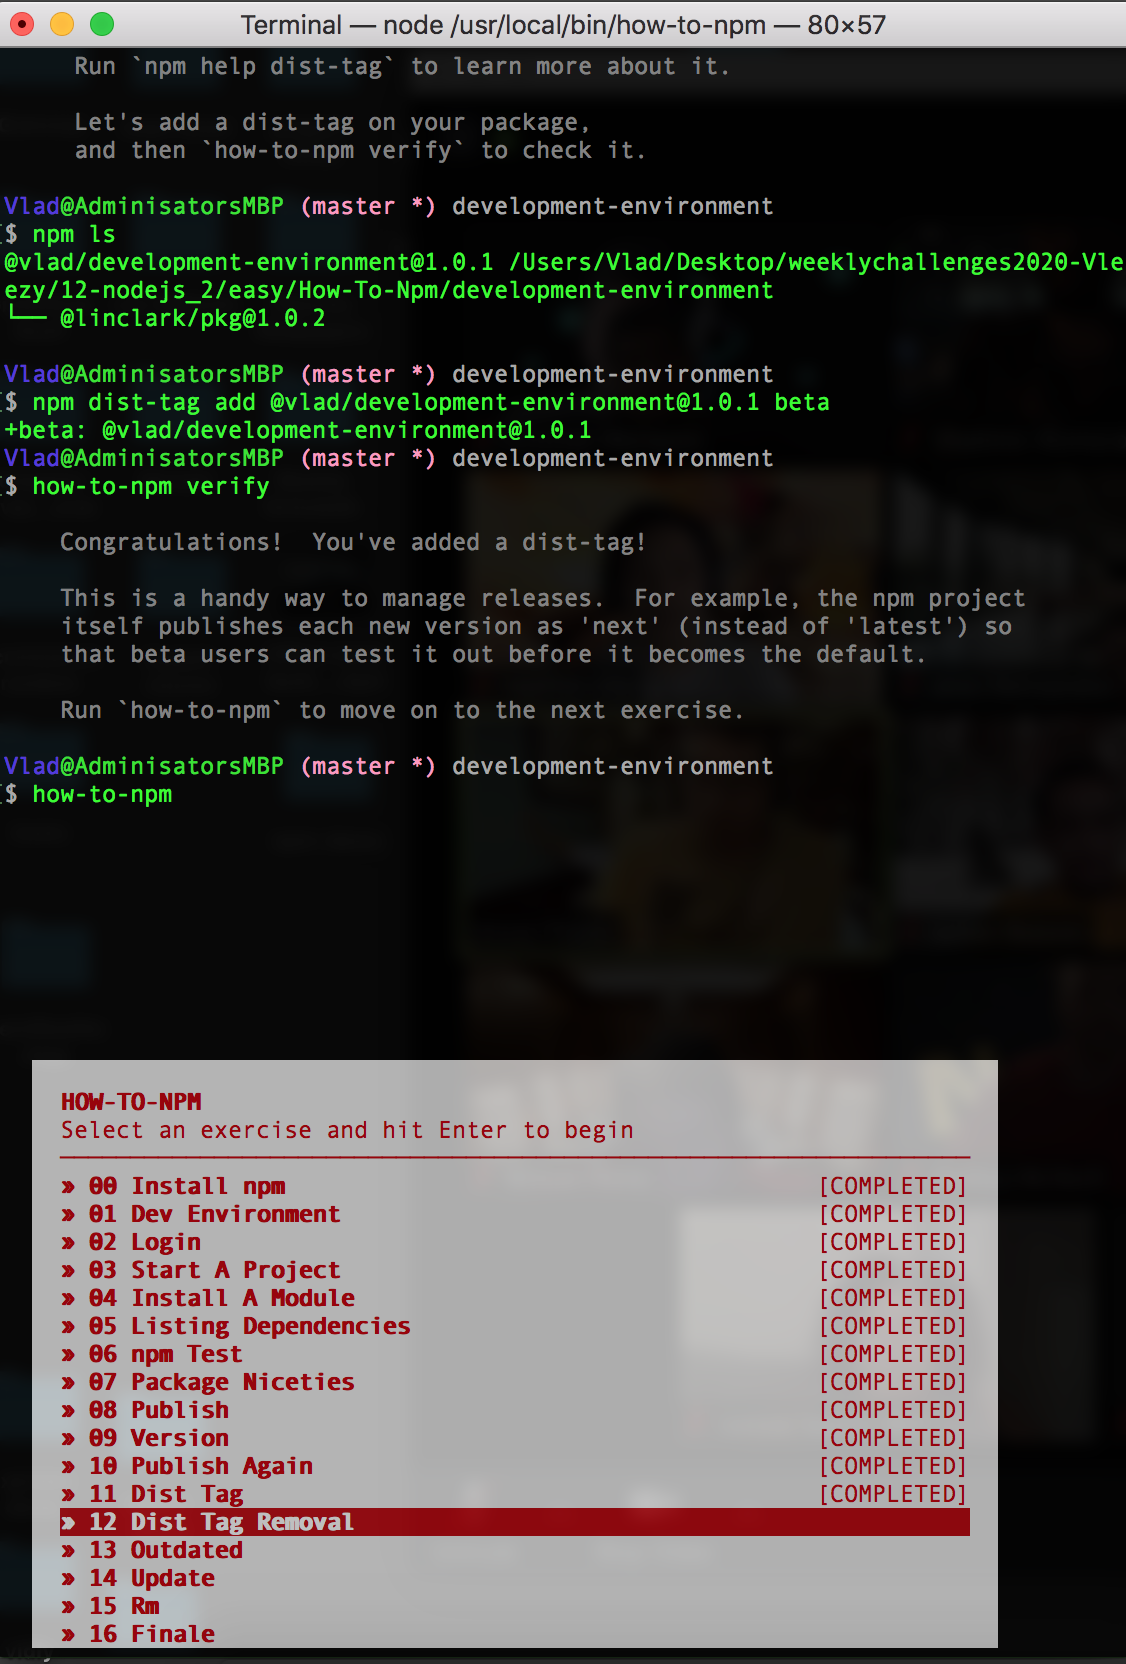 Terminal — node /usr/local/bin/how-to-npm — 80×57
Run `npm help dist-tag` to learn more about it.
Let's add a dist-tag on your package,
and then `how-to-npm verify` to check it.
Vlad@AdminisatorsMBP (master *) development-environment
[$ npm ls
@vlad/development-environment@1.0.1 /Users/Vlad/Desktop/weeklychallenges2020-Vle
ezy/12-nodejs_2/easy/How-To-Npm/development-environment
└── @linclark/pkg@1.0.2
Vlad@AdminisatorsMBP (master *) development-environment
[$ npm dist-tag add @vlad/development-environment@1.0.1 beta
+beta: @vlad/development-environment@1.0.1
Vlad@AdminisatorsMBP (master *) development-environment
[$ how-to-npm verify
Congratulations!  You've added a dist-tag!
This is a handy way to manage releases.  For example, the npm project
itself publishes each new version as 'next' (instead of 'latest') so
that beta users can test it out before it becomes the default.
Run `how-to-npm` to move on to the next exercise.
Vlad@AdminisatorsMBP (master *) development-environment
[$ how-to-npm
HOW-TO-NPM
Select an exercise and hit Enter to begin
» 00 Install npm [COMPLETED]
» 01 Dev Environment [COMPLETED]
» 02 Login [COMPLETED]
» 03 Start A Project [COMPLETED]
» 04 Install A Module [COMPLETED]
» 05 Listing Dependencies [COMPLETED]
» 06 npm Test [COMPLETED]
» 07 Package Niceties [COMPLETED]
» 08 Publish [COMPLETED]
» 09 Version [COMPLETED]
» 10 Publish Again [COMPLETED]
» 11 Dist Tag [COMPLETED]
» 12 Dist Tag Removal
» 13 Outdated
» 14 Update
» 15 Rm
» 16 Finale